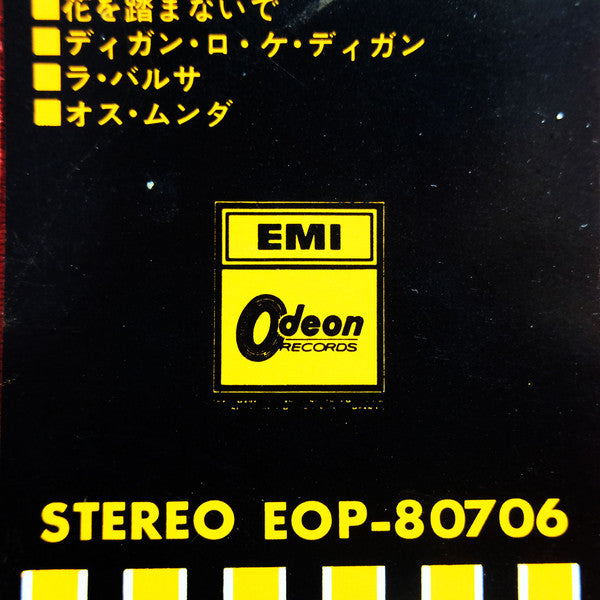 ■花を踏まないで
■ディガン・ロ・ケ・ディガン
■ラ・バルサ
■オス・ムンダ
EMI
Odeon
RECORDS
STEREO EOP-80706